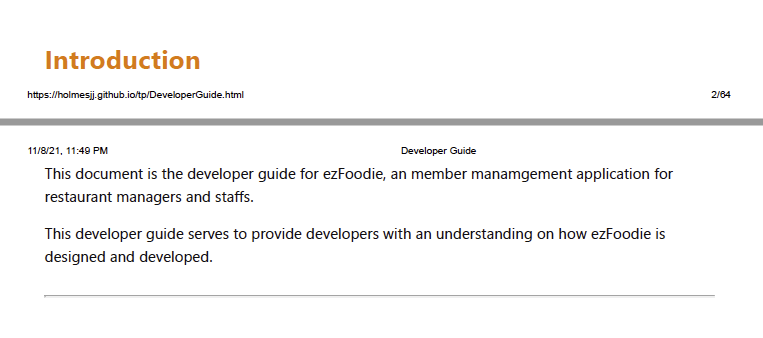 Introduction
https://holmesjj.github.io/tp/DeveloperGuide.html 2/64
11/8/21, 11:49 PM Developer Guide
This document is the developer guide for ezFoodie, an member manamgement application for
restaurant managers and staffs.
This developer guide serves to provide developers with an understanding on how ezFoodie is
designed and developed.